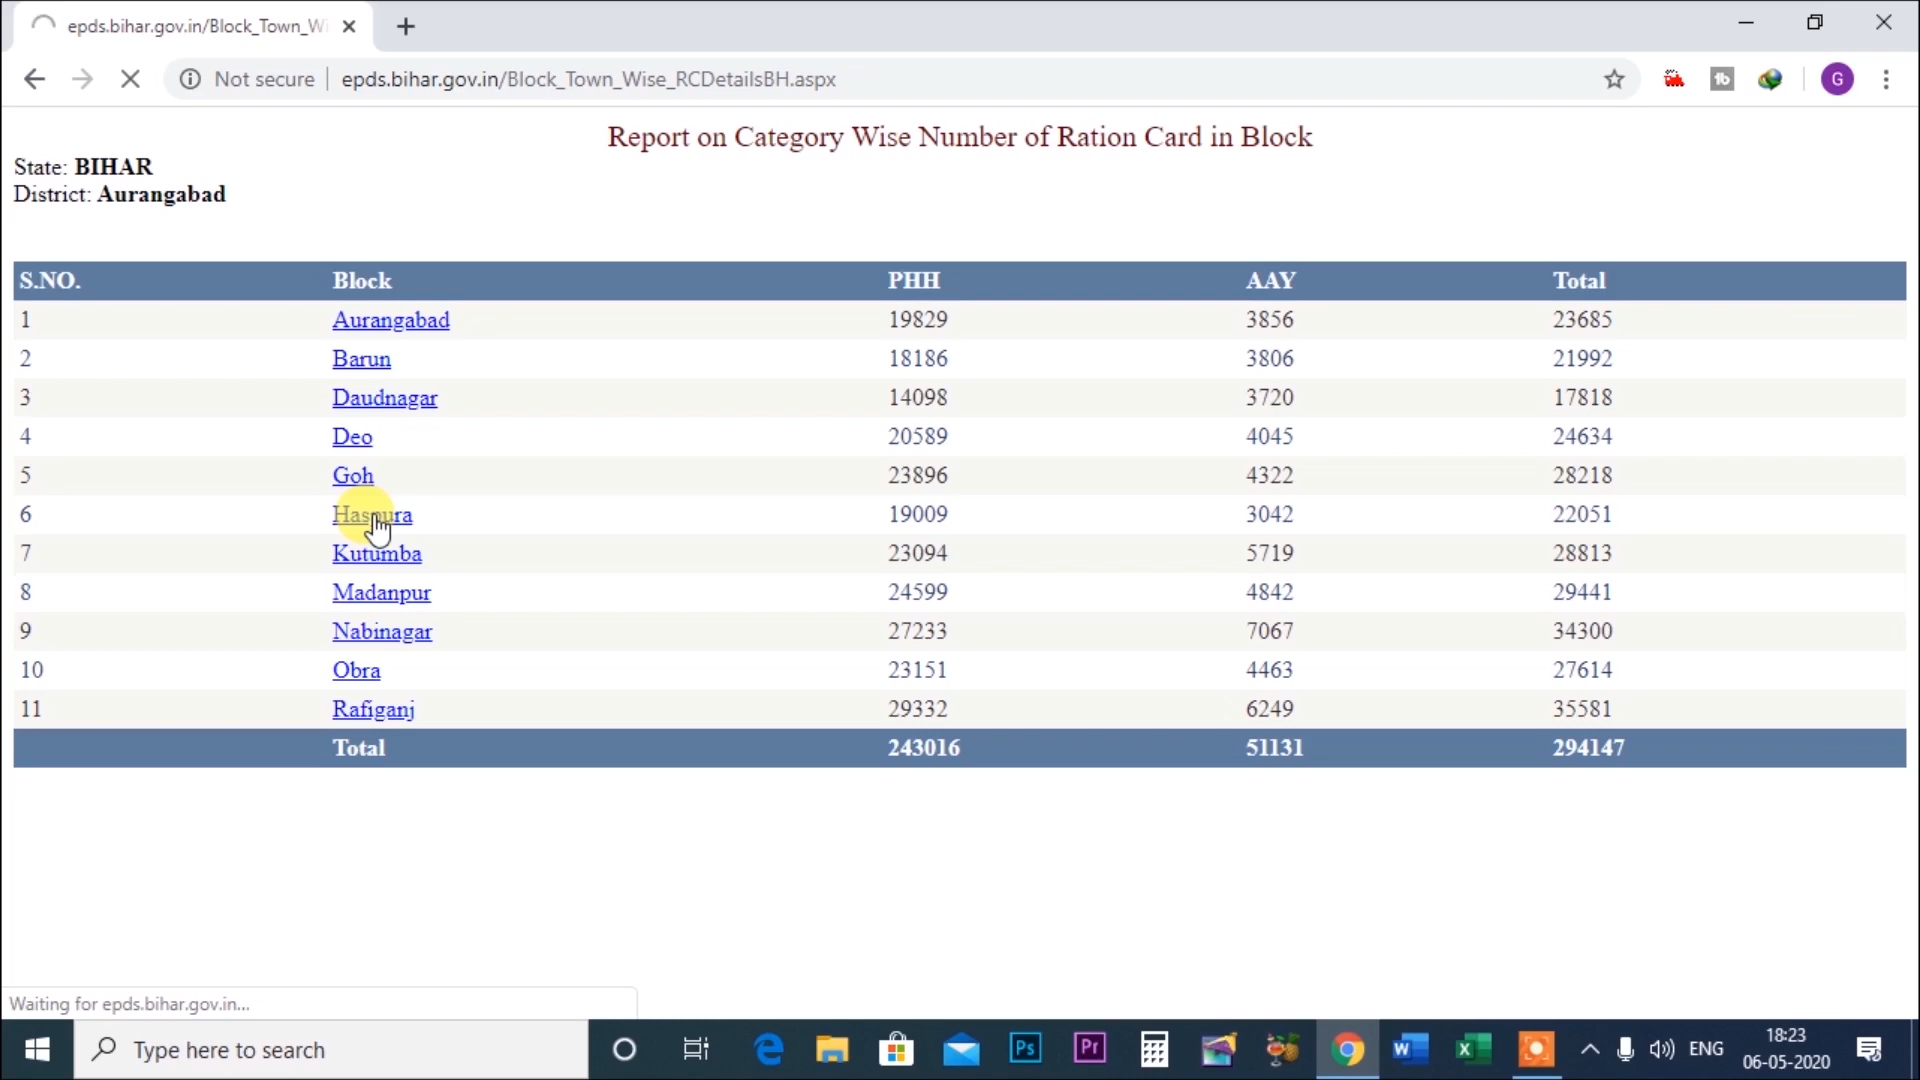 epds.bihar.gov.in/Block_Town_Wi
Not secure epds.bihar.gov.in/Block_Town_Wise_RCDetailsBH.aspx G
Report on Category Wise Number of Ration Card in Block
State: BIHAR
District: Aurangabad
S.NO. Block PHH AAY Total
1 Aurangabad 19829 3856 23685
2 Barun 18186 3806 21992
3 Daudnagar 14098 3720 17818
4 Deo 20589 4045 24634
5 Goh 23896 4322 28218
6 Haspura 19009 3042 22051
7 Kutumba 23094 5719 28813
8 Madanpur 24599 4842 29441
9 Nabinagar 27233 7067 34300
10 Obra 23151 4463 27614
11 Rafiganj 29332 6249 35581
Total 243016 51131 294147
Waiting for epds.bihar.gov.in...
Type here to search Ps Pr ENG 18:23
06-05-2020